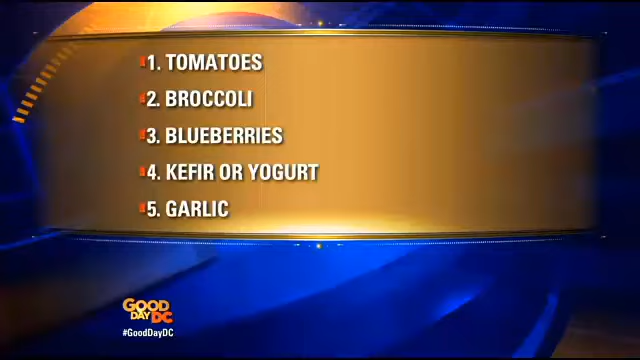 1. TOMATOES
2. BROCCOLI
3. BLUEBERRIES
4. KEFIR OR YOGURT
5. GARLIC
GOOD
DAY DC
#GoodDayDC